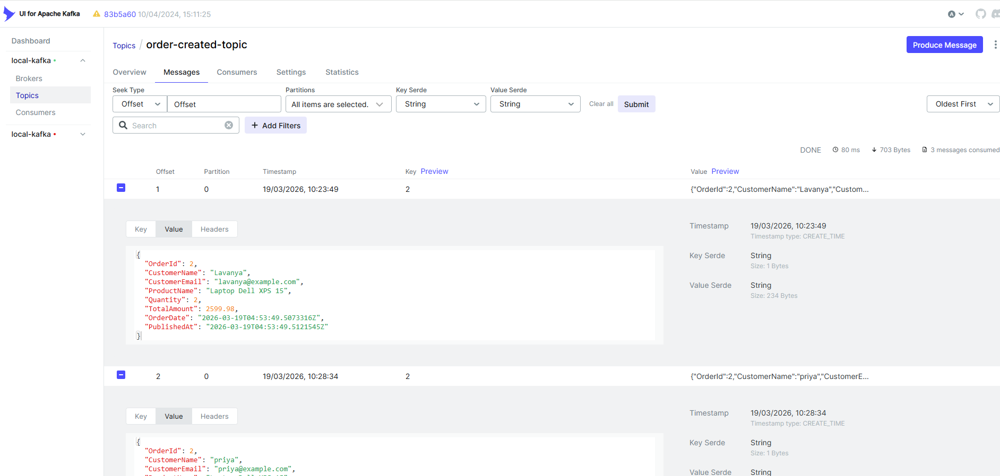 UI for Apache Kafka
83b5a60 10/04/2024, 15:11:25
A
Dashboard
local-kafka
Brokers
Topics
Consumers
local-kafka
Topics / order-created-topic
Produce Message
Overview Messages Consumers Settings Statistics
Seek Type Partitions Key Serde Value Serde
Offset Offset All items are selected. String String Clear all Submit Oldest First
Search + Add Filters
DONE 80 ms 703 Bytes 3 messages consumed
Offset Partition Timestamp Key Preview Value Preview
1 0 19/03/2026, 10:23:49 2 {"OrderId":2,"CustomerName":"Lavanya","Custom...
Key Value Headers
{
"OrderId": 2,
"CustomerName": "Lavanya",
"CustomerEmail": "lavanya@example.com",
"ProductName": "Laptop Dell XPS 15",
"Quantity": 2,
"TotalAmount": 2599.98,
"OrderDate": "2026-03-19T04:53:49.5073316Z",
"PublishedAt": "2026-03-19T04:53:49.5121545Z"
}
Timestamp 19/03/2026, 10:23:49
Timestamp type: CREATE_TIME
Key Serde String
Size: 1 Bytes
Value Serde String
Size: 234 Bytes
2 0 19/03/2026, 10:28:34 2 {"OrderId":2,"CustomerName":"priya","CustomerE...
Key Value Headers
{
"OrderId": 2,
"CustomerName": "priya",
"CustomerEmail": "priya@example.com",
Timestamp 19/03/2026, 10:28:34
Timestamp type: CREATE_TIME
Key Serde String
Size: 1 Bytes
Value Serde String